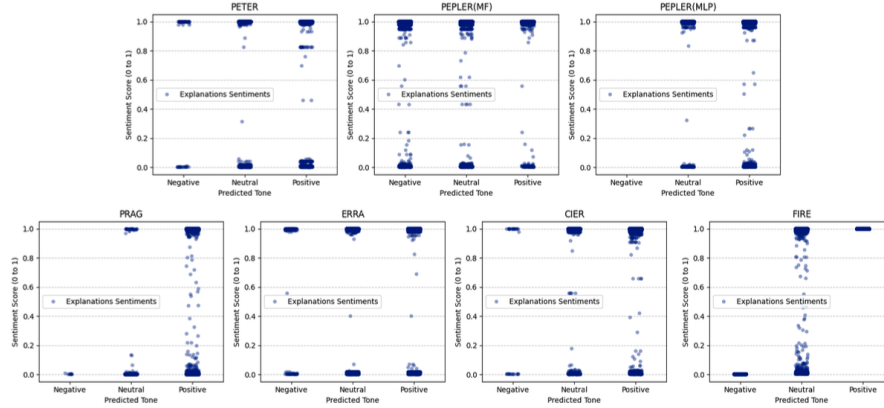 PETER
PEPLER(MF)
PEPLER(MLP)
Sentiment Score (0 to 1)
1.0
0.8
0.6
0.4
0.2
0.0
Explanations Sentiments
Negative Neutral Positive
Predicted Tone
Sentiment Score (0 to 1)
1.0
0.8
0.6
0.4
0.2
0.0
Explanations Sentiments
Negative Neutral Positive
Predicted Tone
Sentiment Score (0 to 1)
1.0
0.8
0.6
0.4
0.2
0.0
Explanations Sentiments
Negative Neutral Positive
Predicted Tone
PRAG
ERRA
CIER
FIRE
Sentiment Score (0 to 1)
1.0
0.8
0.6
0.4
0.2
0.0
Explanations Sentiments
Negative Neutral Positive
Predicted Tone
Sentiment Score (0 to 1)
1.0
0.8
0.6
0.4
0.2
0.0
Explanations Sentiments
Negative Neutral Positive
Predicted Tone
Sentiment Score (0 to 1)
1.0
0.8
0.6
0.4
0.2
0.0
Explanations Sentiments
Negative Neutral Positive
Predicted Tone
Sentiment Score (0 to 1)
1.0
0.8
0.6
0.4
0.2
0.0
Explanations Sentiments
Negative Neutral Positive
Predicted Tone